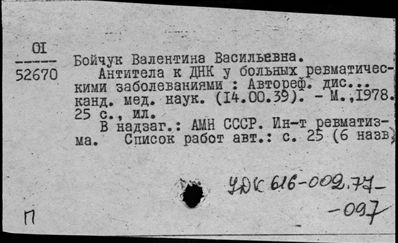 OI
52670
Бойчук Валентина Васильевна.
Антитела к ДНК у больных ревматичес-
кими заболеваниями : Автореф. дис...
канд. мед. наук. (14.00.39). - М.,1978.
25 с., ил.
В надзаг.: АМН СССР. Ин-т ревматиз-
ма. Список работ авт.: с. 25 (6 назв)
УДК 616-002.77-
-097
П